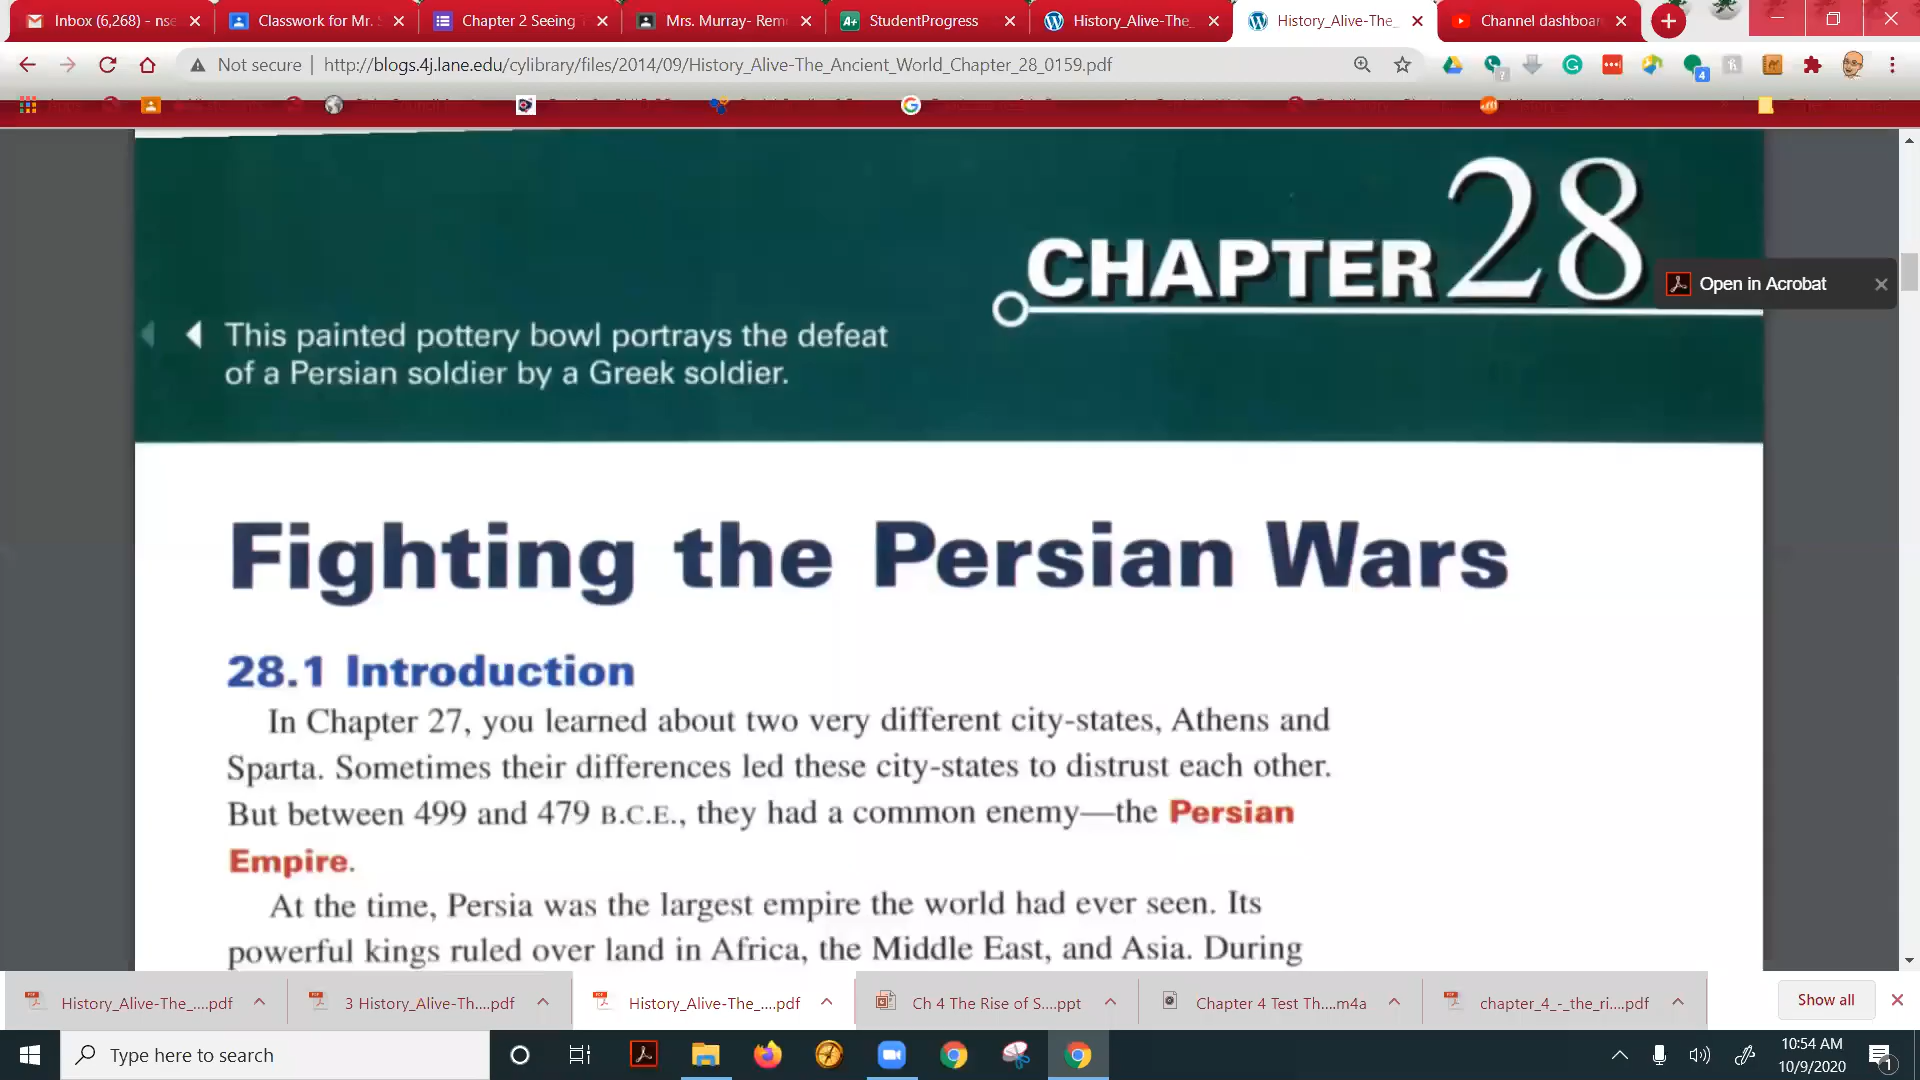 Inbox (6,268) - nse
Classwork for Mr.
Chapter 2 Seeing
Mrs. Murray- Rem
StudentProgress
History_Alive-The_
History_Alive-The_
Channel dashboa
Not secure
http://blogs.4j.lane.edu/cylibrary/files/2014/09/History_Alive-The_Ancient_World_Chapter_28_0159.pdf
CHAPTER 28
Open in Acrobat
This painted pottery bowl portrays the defeat
of a Persian soldier by a Greek soldier.
Fighting the Persian Wars
28.1 Introduction
In Chapter 27, you learned about two very different city-states, Athens and
Sparta. Sometimes their differences led these city-states to distrust each other.
But between 499 and 479 B.C.E., they had a common enemy—the Persian
Empire.
At the time, Persia was the largest empire the world had ever seen. Its
powerful kings ruled over land in Africa, the Middle East, and Asia. During
History_Alive-The_....pdf
3 History_Alive-Th....pdf
History_Alive-The_....pdf
Ch 4 The Rise of S....ppt
Chapter 4 Test Th....m4a
chapter_4_-_the_ri....pdf
Show all
Type here to search
10:54 AM
10/9/2020